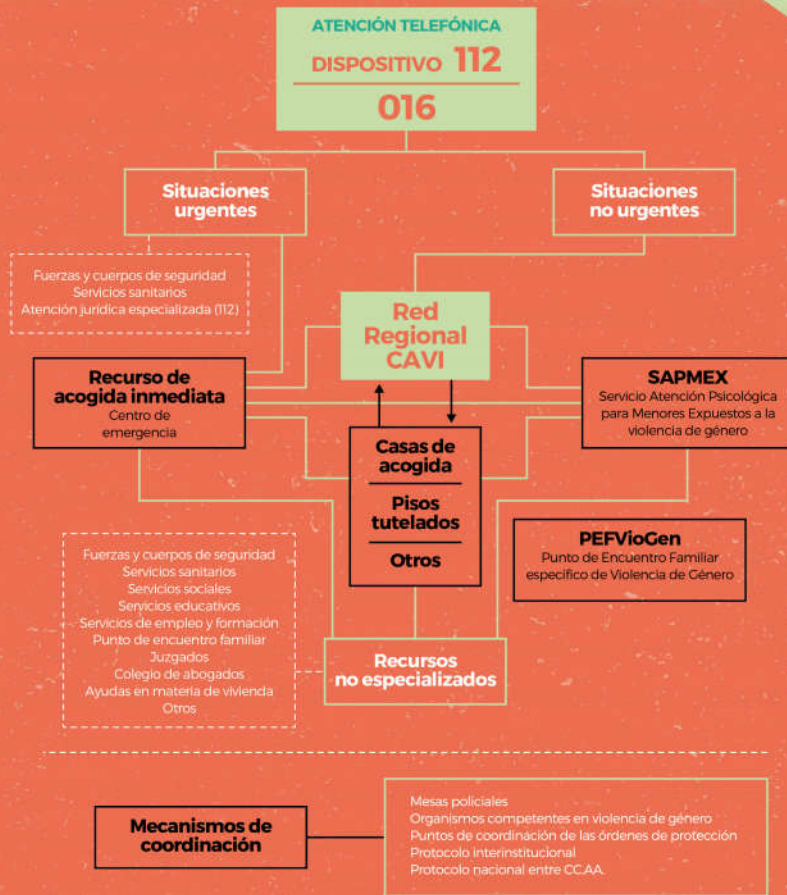 ATENCIÓN TELEFÓNICA
DISPOSITIVO 112
016
Situaciones
urgentes
Situaciones
no urgentes
Fuerzas y cuerpos de seguridad
Servicios sanitarios
Atención jurídica especializada (112)
Red
Regional
CAVI
Recurso de
acogida inmediata
Centro de
emergencia
SAPMEX
Servicio Atención Psicológica
para Menores Expuestos a la
violencia de género
Casas de
acogida
Pisos
tutelados
Otros
PEFVioGen
Punto de Encuentro Familiar
específico de Violencia de Género
Fuerzas y cuerpos de seguridad
Servicios sanitarios
Servicios sociales
Servicios educativos
Servicios de empleo y formación
Punto de encuentro familiar
Juzgados
Colegio de abogados
Ayudas en materia de vivienda
Otros
Recursos
no especializados
Mecanismos de
coordinación
Mesas policiales
Organismos competentes en violencia de género
Puntos de coordinación de las órdenes de protección
Protocolo interinstitucional
Protocolo nacional entre CC.AA.